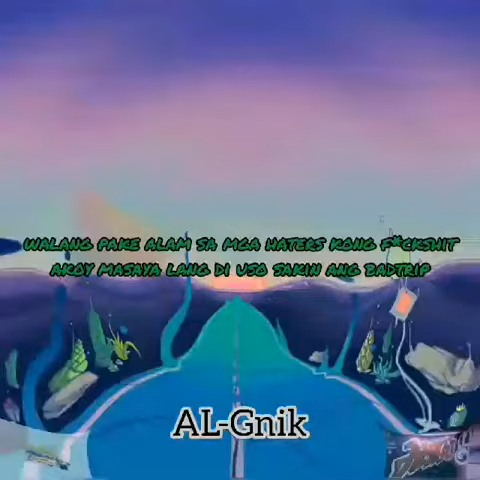 WALANG PAKE ALAM SA MGA HATERS KONG F*CKSHIT
AKOY MASAYA LANG DI USO SAKIN ANG BADTRIP
AL-Gnik